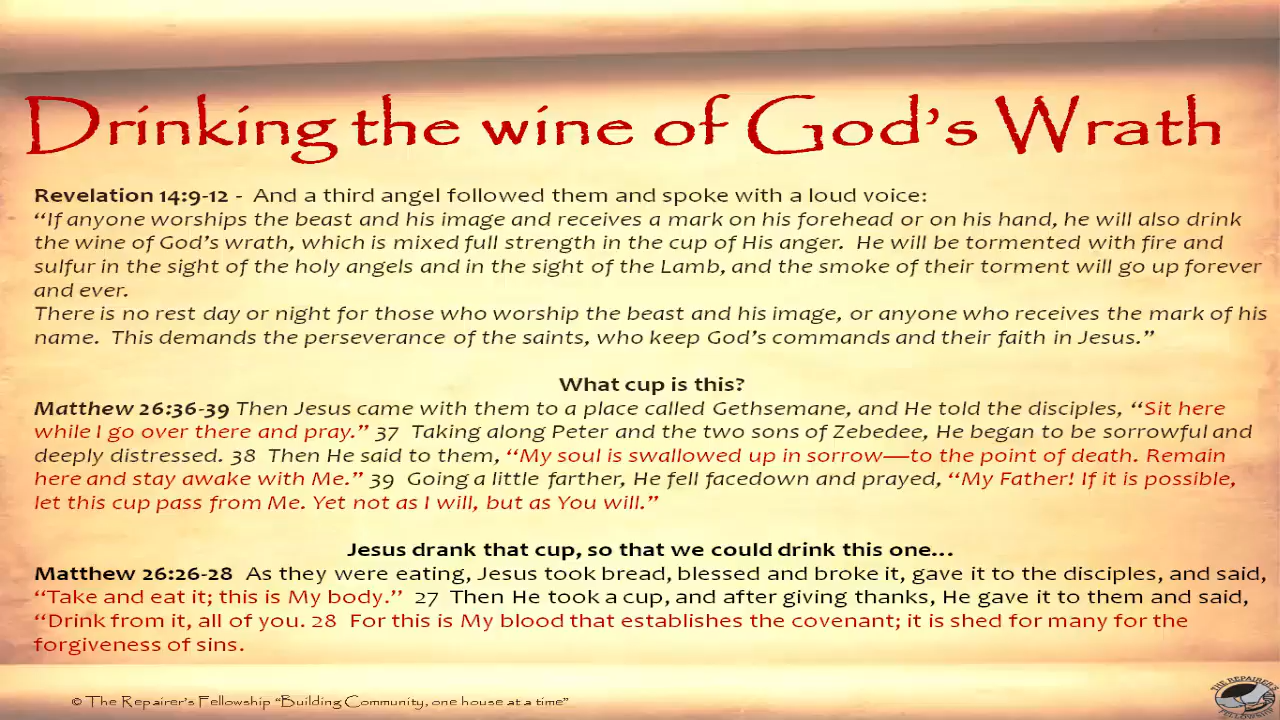 Drinking the wine of God's Wrath
Revelation 14:9-12 -  And a third angel followed them and spoke with a loud voice:
“If anyone worships the beast and his image and receives a mark on his forehead or on his hand, he will also drink
the wine of God’s wrath, which is mixed full strength in the cup of His anger.  He will be tormented with fire and
sulfur in the sight of the holy angels and in the sight of the Lamb, and the smoke of their torment will go up forever
and ever.
There is no rest day or night for those who worship the beast and his image, or anyone who receives the mark of his
name.  This demands the perseverance of the saints, who keep God’s commands and their faith in Jesus.”
What cup is this?
Matthew 26:36-39 Then Jesus came with them to a place called Gethsemane, and He told the disciples, “Sit here
while I go over there and pray.” 37  Taking along Peter and the two sons of Zebedee, He began to be sorrowful and
deeply distressed. 38  Then He said to them, “My soul is swallowed up in sorrow—to the point of death. Remain
here and stay awake with Me.” 39  Going a little farther, He fell facedown and prayed, “My Father! If it is possible,
let this cup pass from Me. Yet not as I will, but as You will.”
Jesus drank that cup, so that we could drink this one…
Matthew 26:26-28  As they were eating, Jesus took bread, blessed and broke it, gave it to the disciples, and said,
“Take and eat it; this is My body.”  27  Then He took a cup, and after giving thanks, He gave it to them and said,
“Drink from it, all of you. 28  For this is My blood that establishes the covenant; it is shed for many for the
forgiveness of sins.
© The Repairer’s Fellowship “Building Community, one house at a time”
THE REPAIRER'S
FELLOWSHIP